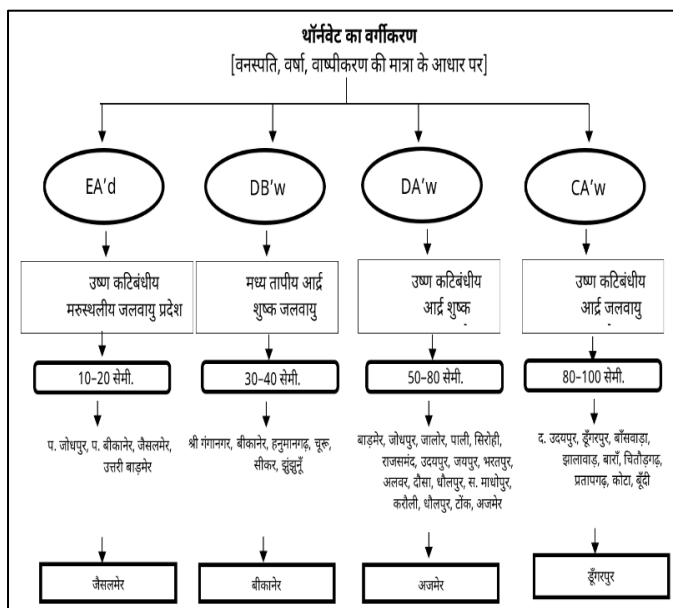 थॉर्नवेट का वर्गीकरण
[वनस्पति, वर्षा, वाष्पीकरण की मात्रा के आधार पर]
EA’d
DB’w
DA’w
CA’w
उष्ण कटिबंधीय
मरुस्थलीय जलवायु प्रदेश
मध्य तापीय आर्द्र
शुष्क जलवायु
उष्ण कटिबंधीय
आर्द्र शुष्क
उष्ण कटिबंधीय
आर्द्र जलवायु
10–20 सेमी.
30–40 सेमी.
50–80 सेमी.
80–100 सेमी.
प. जोधपुर, प. बीकानेर, जैसलमेर,
उत्तरी बाड़मेर
श्री गंगानगर, बीकानेर, हनुमानगढ़, चूरू,
सीकर, झुंझुनूँ
बाड़मेर, जोधपुर, जालोर, पाली, सिरोही,
राजसमंद, उदयपुर, जयपुर, भरतपुर,
अलवर, दौसा, धौलपुर, स. माधोपुर,
करौली, धौलपुर, टोंक, अजमेर
द. उदयपुर, डूँगरपुर, बाँसवाड़ा,
झालावाड़, बाराँ, चितौड़गढ़,
प्रतापगढ़, कोटा, बूँदी
जैसलमेर
बीकानेर
अजमेर
डूँगरपुर